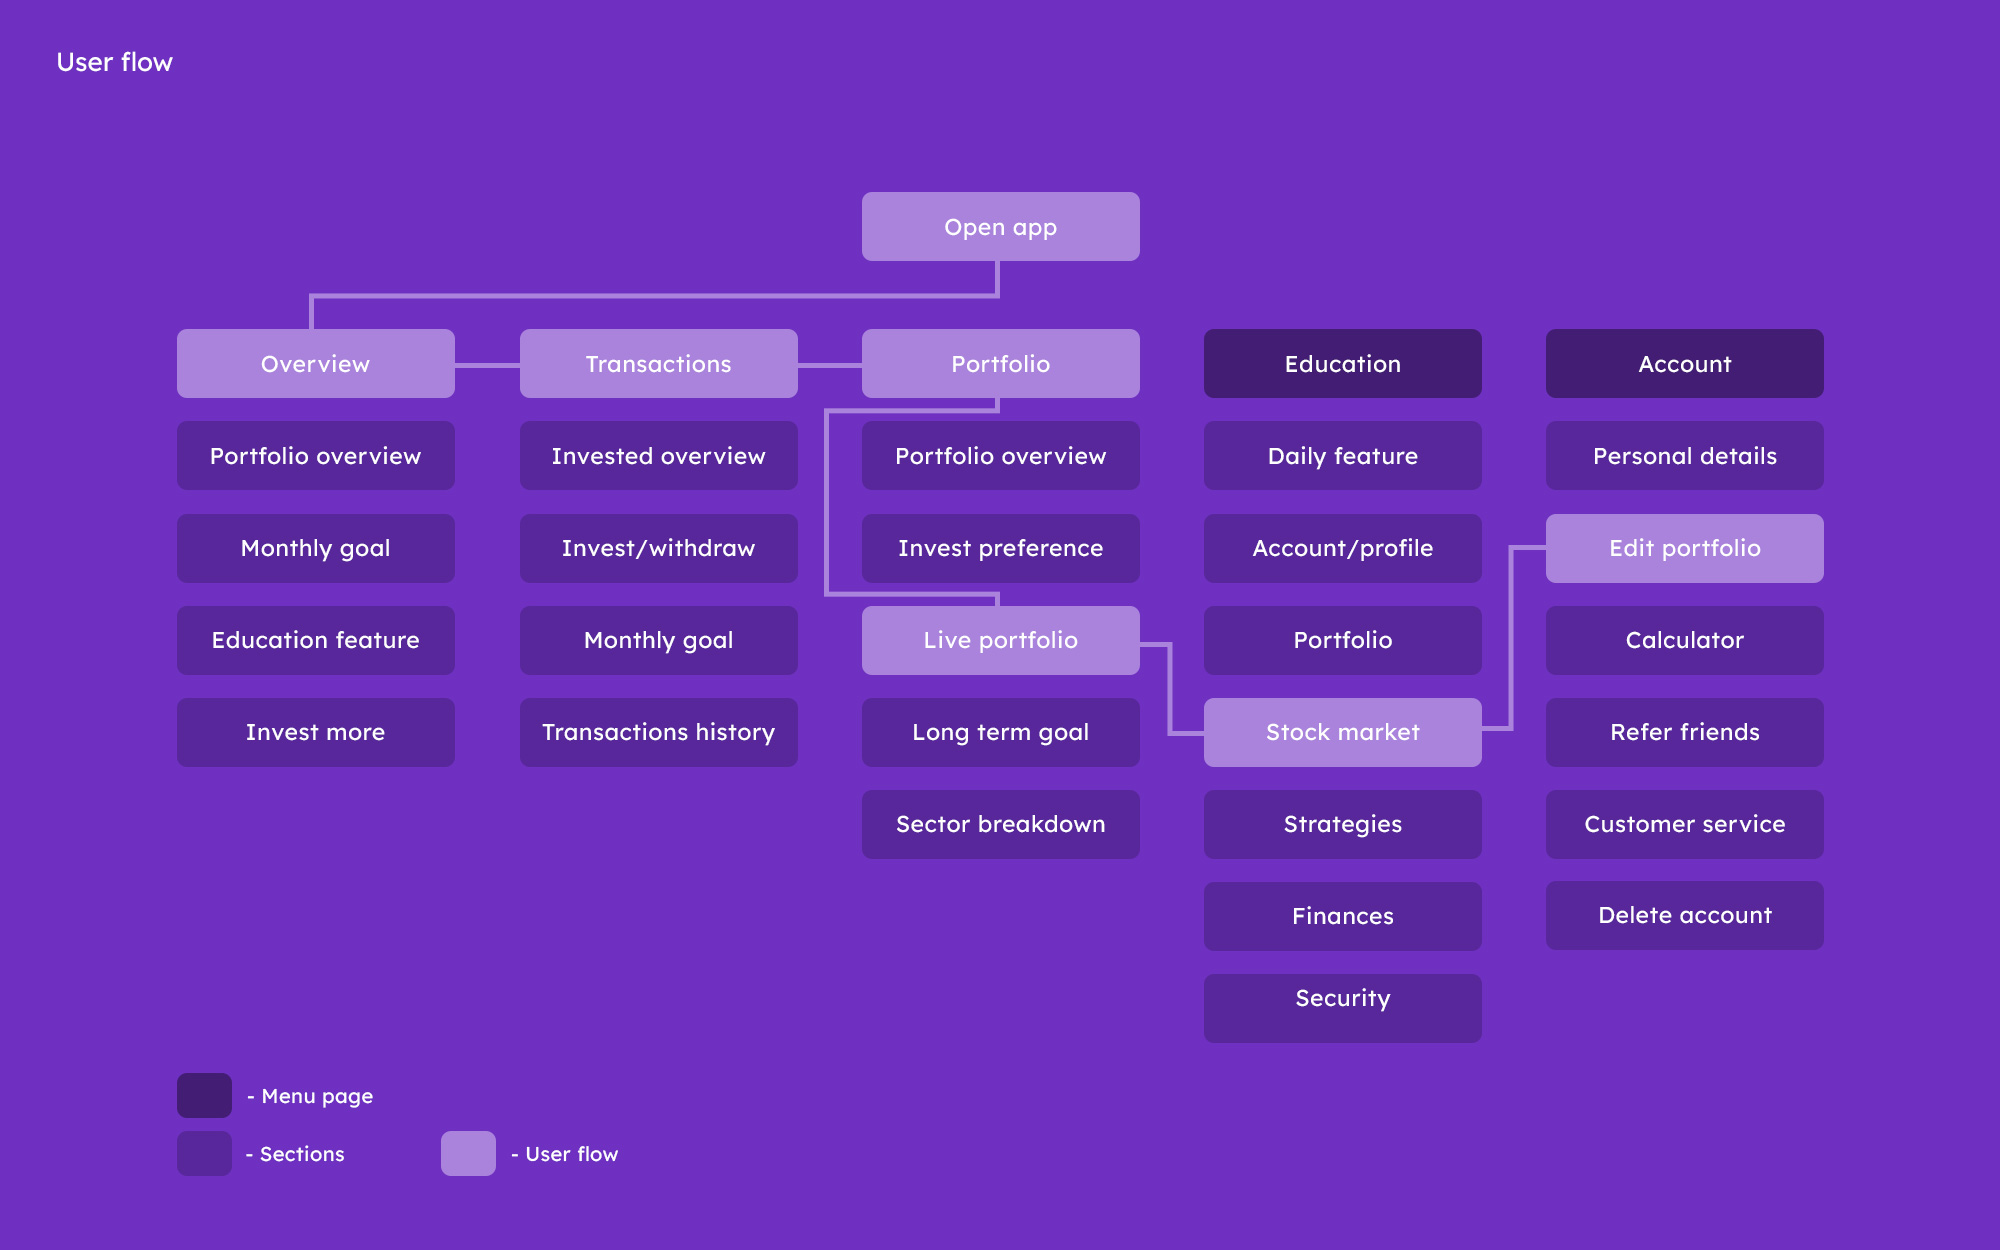 User flow
Open app
Overview
Transactions
Portfolio
Education
Account
Portfolio overview
Invested overview
Portfolio overview
Daily feature
Personal details
Monthly goal
Invest/withdraw
Invest preference
Account/profile
Edit portfolio
Education feature
Monthly goal
Live portfolio
Portfolio
Calculator
Invest more
Transactions history
Long term goal
Stock market
Refer friends
Sector breakdown
Strategies
Customer service
Finances
Delete account
Security
- Menu page
- Sections
- User flow